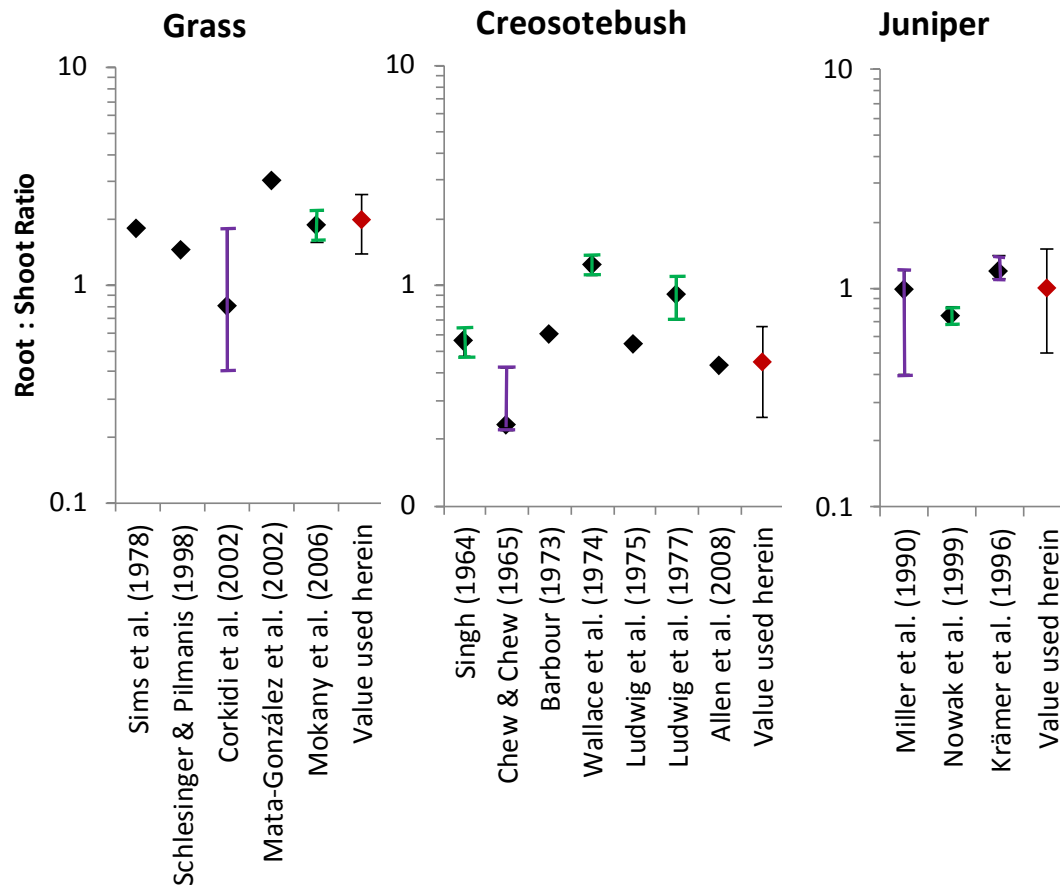 Grass
Creosotebush
Juniper
Root : Shoot Ratio
10
1
0.1
Sims et al. (1978)
Schlesinger & Pilmanis (1998)
Corkidi et al. (2002)
Mata-González et al. (2002)
Mokany et al. (2006)
Value used herein
10
1
0
Singh (1964)
Chew & Chew (1965)
Barbour (1973)
Wallace et al. (1974)
Ludwig et al. (1975)
Ludwig et al. (1977)
Allen et al. (2008)
Value used herein
10
1
0.1
Miller et al. (1990)
Nowak et al. (1999)
Krämer et al. (1996)
Value used herein